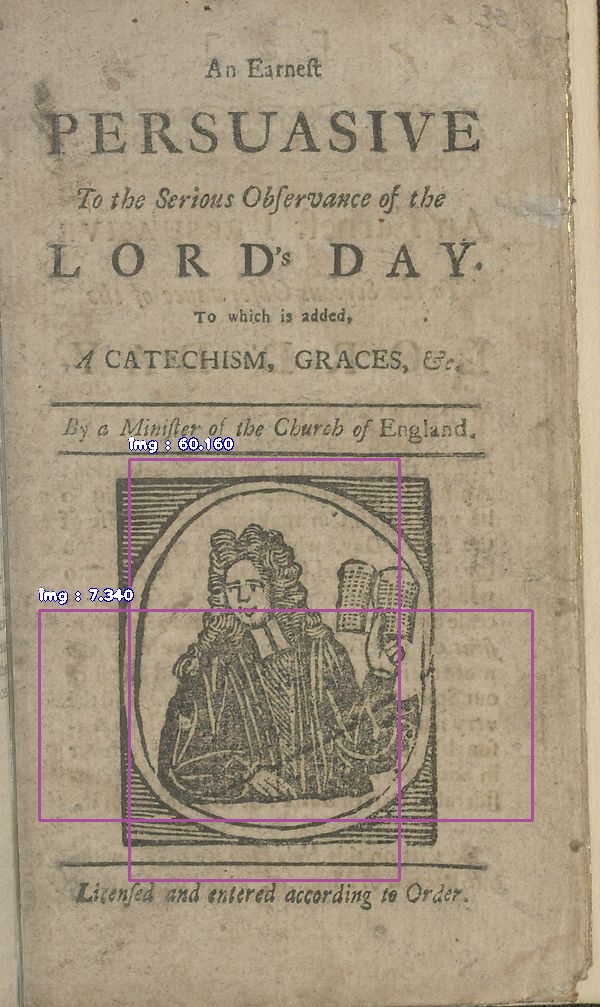 An Earneſt
PERSUASIVE
To the Serious Obſervance of the
LORD's DAY.
To which is added,
A CATECHISM, GRACES, &c.
By a Miniſter of the Church of England.
Img : 60.160
Img : 7.340
Licenſed and entered according to Order.